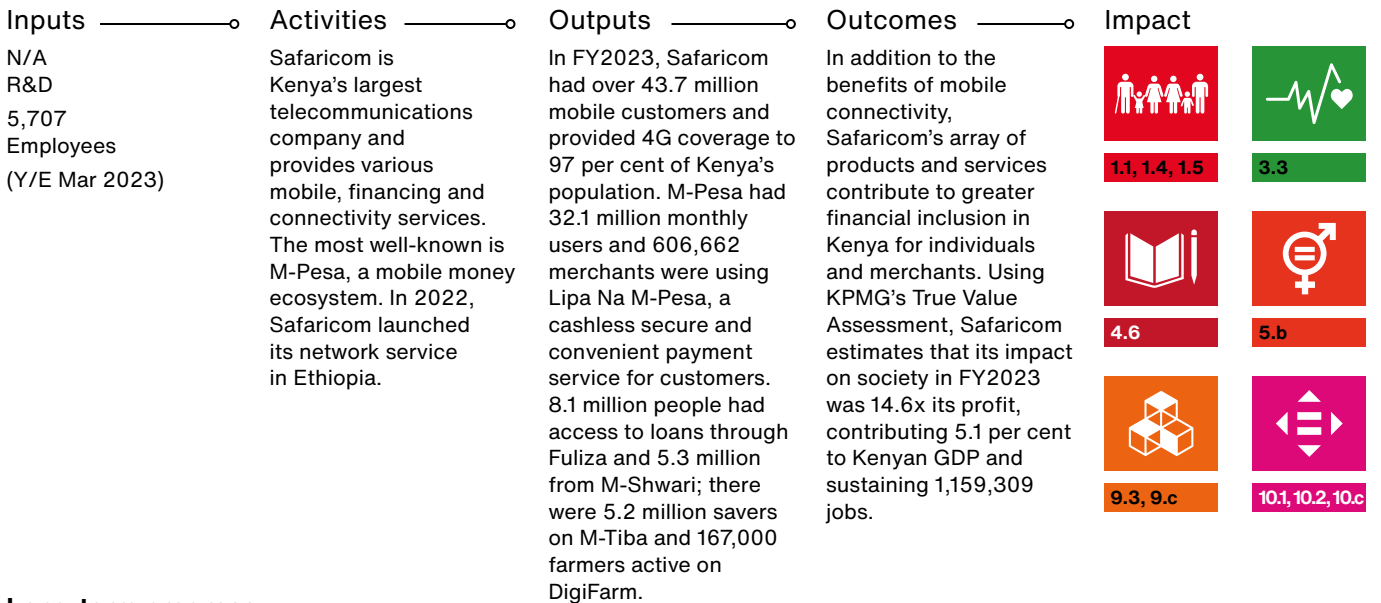 Inputs
N/A
R&D
5,707
Employees
(Y/E Mar 2023)
Activities
Safaricom is
Kenya's largest
telecommunications
company and
provides various
mobile, financing and
connectivity services.
The most well-known is
M-Pesa, a mobile money
ecosystem. In 2022,
Safaricom launched
its network service
in Ethiopia.
Outputs
In FY2023, Safaricom
had over 43.7 million
mobile customers and
provided 4G coverage to
97 per cent of Kenya's
population. M-Pesa had
32.1 million monthly
users and 606,662
merchants were using
Lipa Na M-Pesa, a
cashless secure and
convenient payment
service for customers.
8.1 million people had
access to loans through
Fuliza and 5.3 million
from M-Shwari; there
were 5.2 million savers
on M-Tiba and 167,000
farmers active on
DigiFarm.
Outcomes
In addition to the
benefits of mobile
connectivity,
Safaricom's array of
products and services
contribute to greater
financial inclusion in
Kenya for individuals
and merchants. Using
KPMG's True Value
Assessment, Safaricom
estimates that its impact
on society in FY2023
was 14.6x its profit,
contributing 5.1 per cent
to Kenyan GDP and
sustaining 1,159,309
jobs.
Impact
1.1, 1.4, 1.5
3.3
4.6
5.b
9.3, 9.c
10.1, 10.2, 10.c